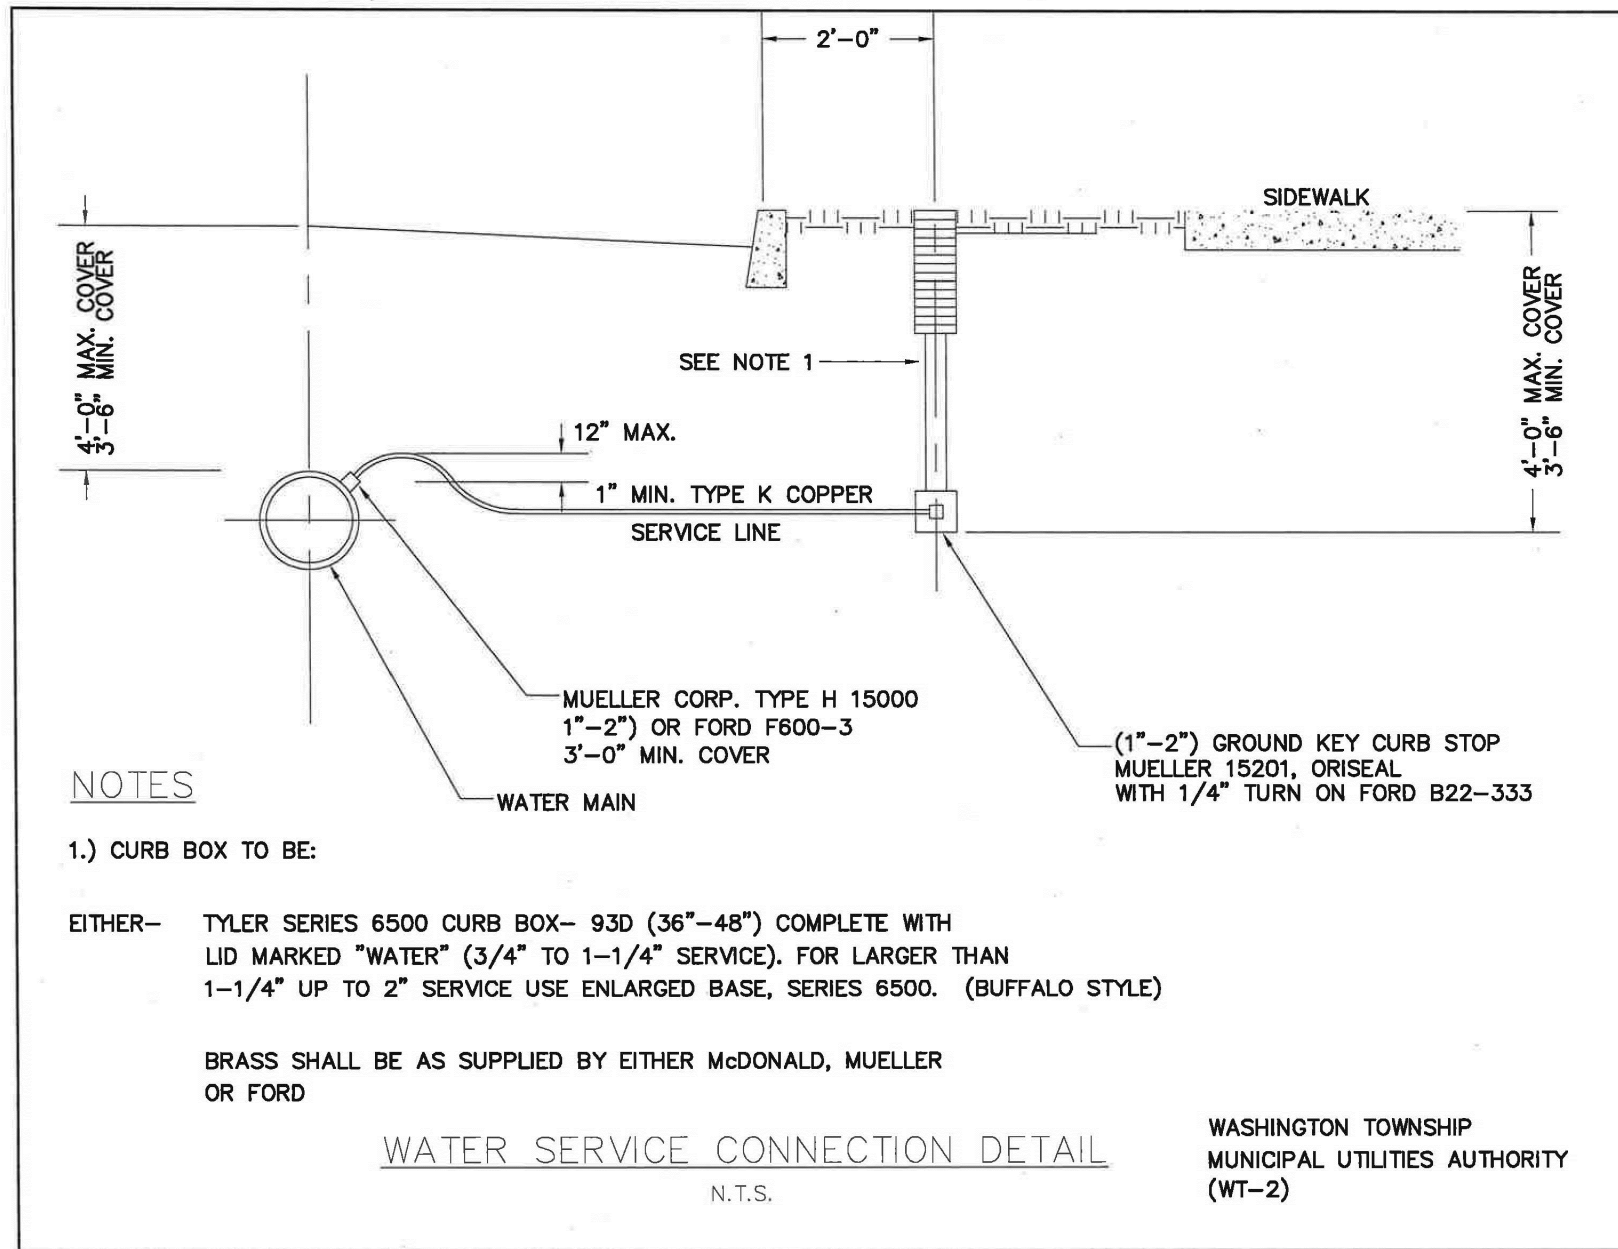 2'-0"
SIDEWALK
4'-0" MAX. COVER
3'-6" MIN. COVER
4'-0" MAX. COVER
3'-6" MIN. COVER
SEE NOTE 1
12" MAX.
1" MIN. TYPE K COPPER
SERVICE LINE
MUELLER CORP. TYPE H 15000
1"-2") OR FORD F600-3
3'-0" MIN. COVER
(1"-2") GROUND KEY CURB STOP
MUELLER 15201, ORISEAL
WITH 1/4" TURN ON FORD B22-333
WATER MAIN
NOTES
1.) CURB BOX TO BE:
EITHER- TYLER SERIES 6500 CURB BOX- 93D (36"-48") COMPLETE WITH
LID MARKED "WATER" (3/4" TO 1-1/4" SERVICE). FOR LARGER THAN
1-1/4" UP TO 2" SERVICE USE ENLARGED BASE, SERIES 6500. (BUFFALO STYLE)
BRASS SHALL BE AS SUPPLIED BY EITHER McDONALD, MUELLER
OR FORD
WATER SERVICE CONNECTION DETAIL
N.T.S.
WASHINGTON TOWNSHIP
MUNICIPAL UTILITIES AUTHORITY
(WT-2)